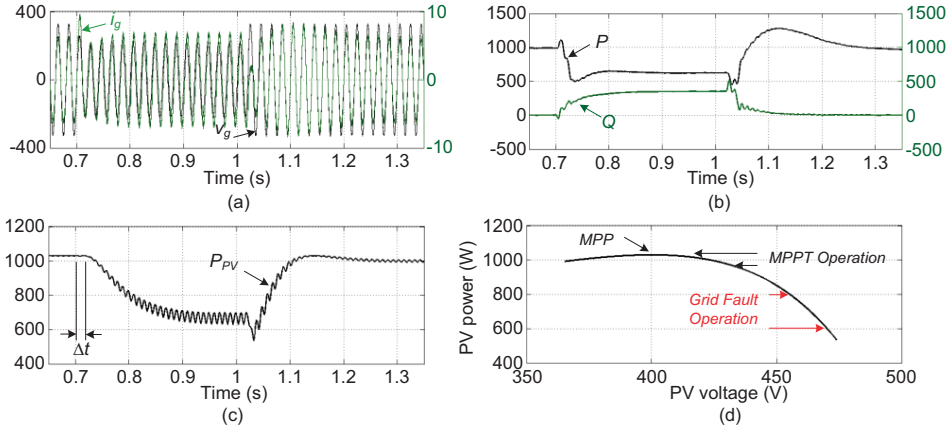 400
0
-400
i_g
v_g
10
5
0
-5
-10
0.7 0.8 0.9 1 1.1 1.2 1.3
Time (s)
(a)
1500
1000
500
0
-500
P
Q
1500
1000
500
0
-500
0.7 0.8 0.9 1 1.1 1.2 1.3
Time (s)
(b)
1200
1000
800
600
400
P_PV
Δt
0.7 0.8 0.9 1 1.1 1.2 1.3
Time (s)
(c)
PV power (W)
1200
1000
800
600
400
MPP
MPPT Operation
Grid Fault
Operation
350 400 450 500
PV voltage (V)
(d)